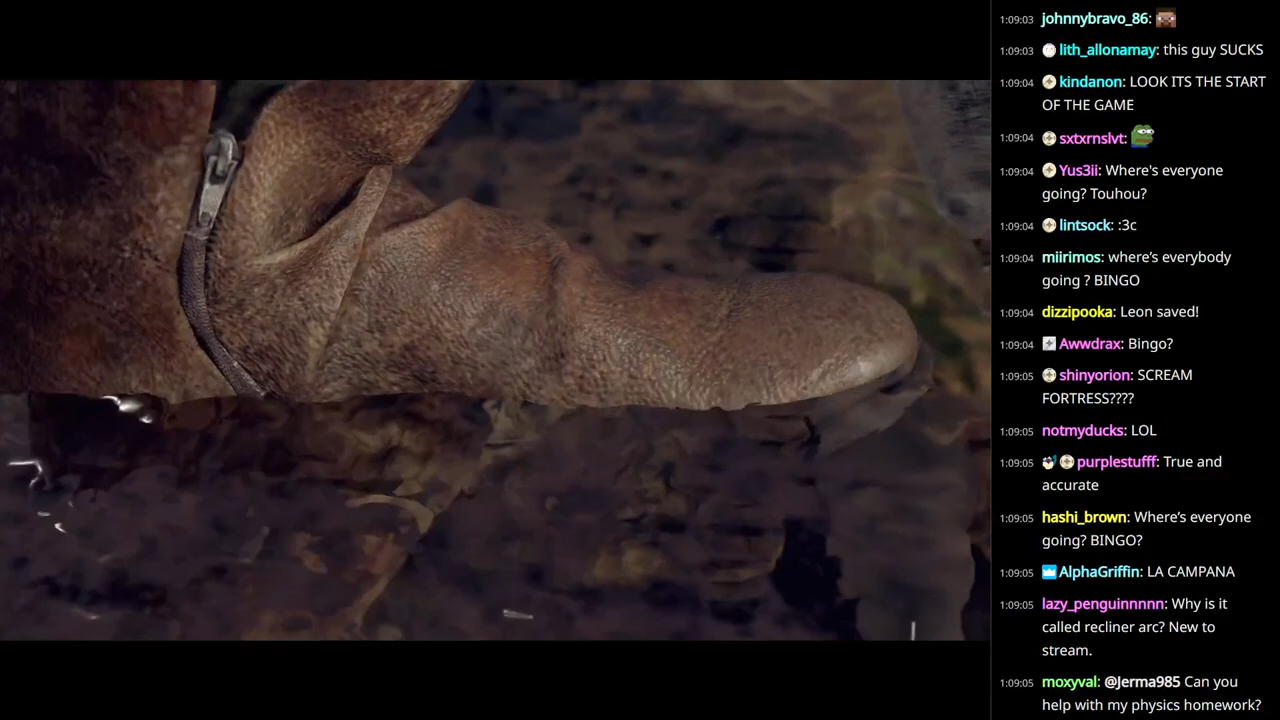 1:09:03 johnnybravo_86:
1:09:03 lith_allonamay: this guy SUCKS
1:09:04 kindanon: LOOK ITS THE START
OF THE GAME
1:09:04 sxtxrnslvt:
1:09:04 Yus3ii: Where's everyone
going? Touhou?
1:09:04 lintsock: :3c
1:09:04 miirimos: where’s everybody
going ? BINGO
1:09:04 dizzipooka: Leon saved!
1:09:04 Awwdrax: Bingo?
1:09:05 shinyorion: SCREAM
FORTRESS????
1:09:05 notmyducks: LOL
1:09:05 purplestufff: True and
accurate
1:09:05 hashi_brown: Where’s everyone
going? BINGO?
1:09:05 AlphaGriffin: LA CAMPANA
1:09:05 lazy_penguinnnnn: Why is it
called recliner arc? New to
stream.
1:09:05 moxyval: @Jerma985 Can you
help with my physics homework?